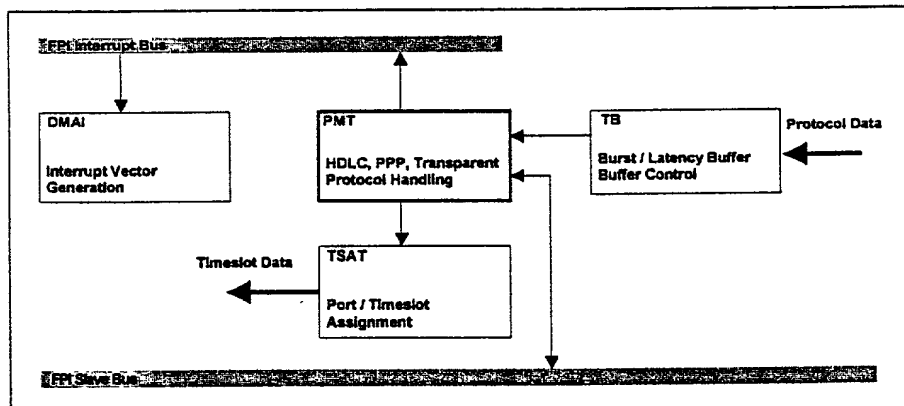 FPI Interrupt Bus
DMAI
Interrupt Vector
Generation
PMT
HDLC, PPP, Transparent
Protocol Handling
TB
Burst / Latency Buffer
Buffer Control
Protocol Data
Timeslot Data
TSAT
Port / Timeslot
Assignment
FPI Slave Bus